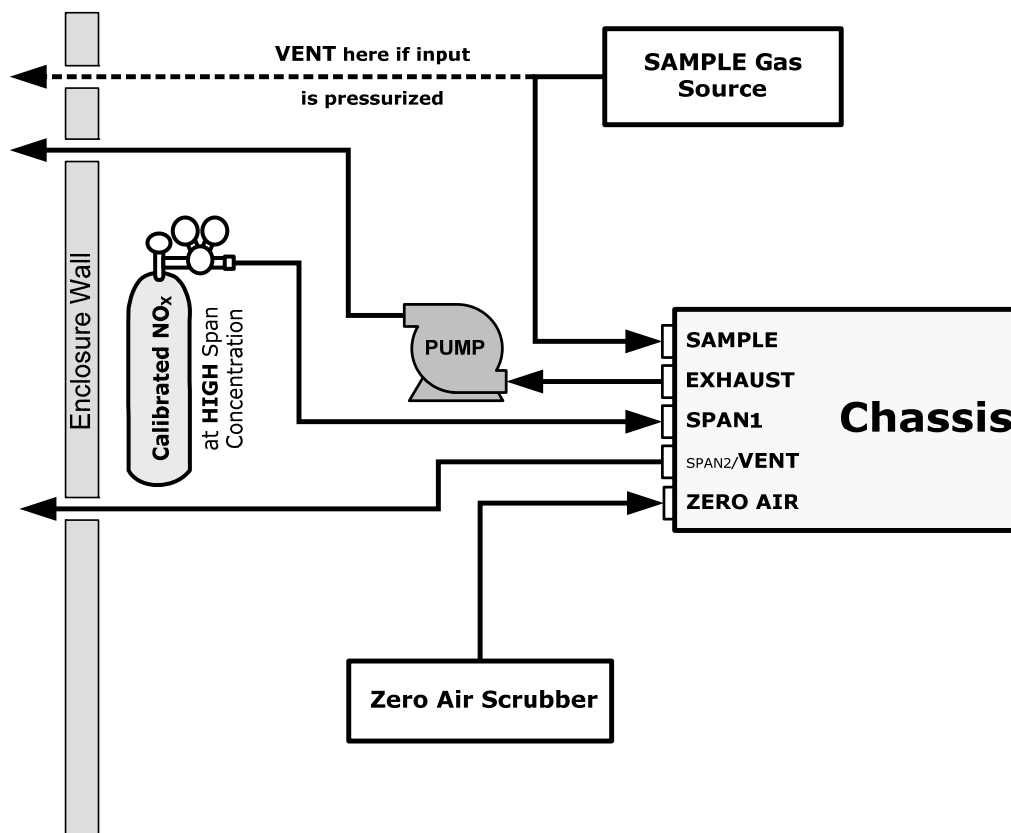 VENT here if input
is pressurized
SAMPLE Gas
Source
Enclosure Wall
Calibrated NOx
at HIGH Span
Concentration
PUMP
SAMPLE
EXHAUST
SPAN1
SPAN2/VENT
ZERO AIR
Chassis
Zero Air Scrubber